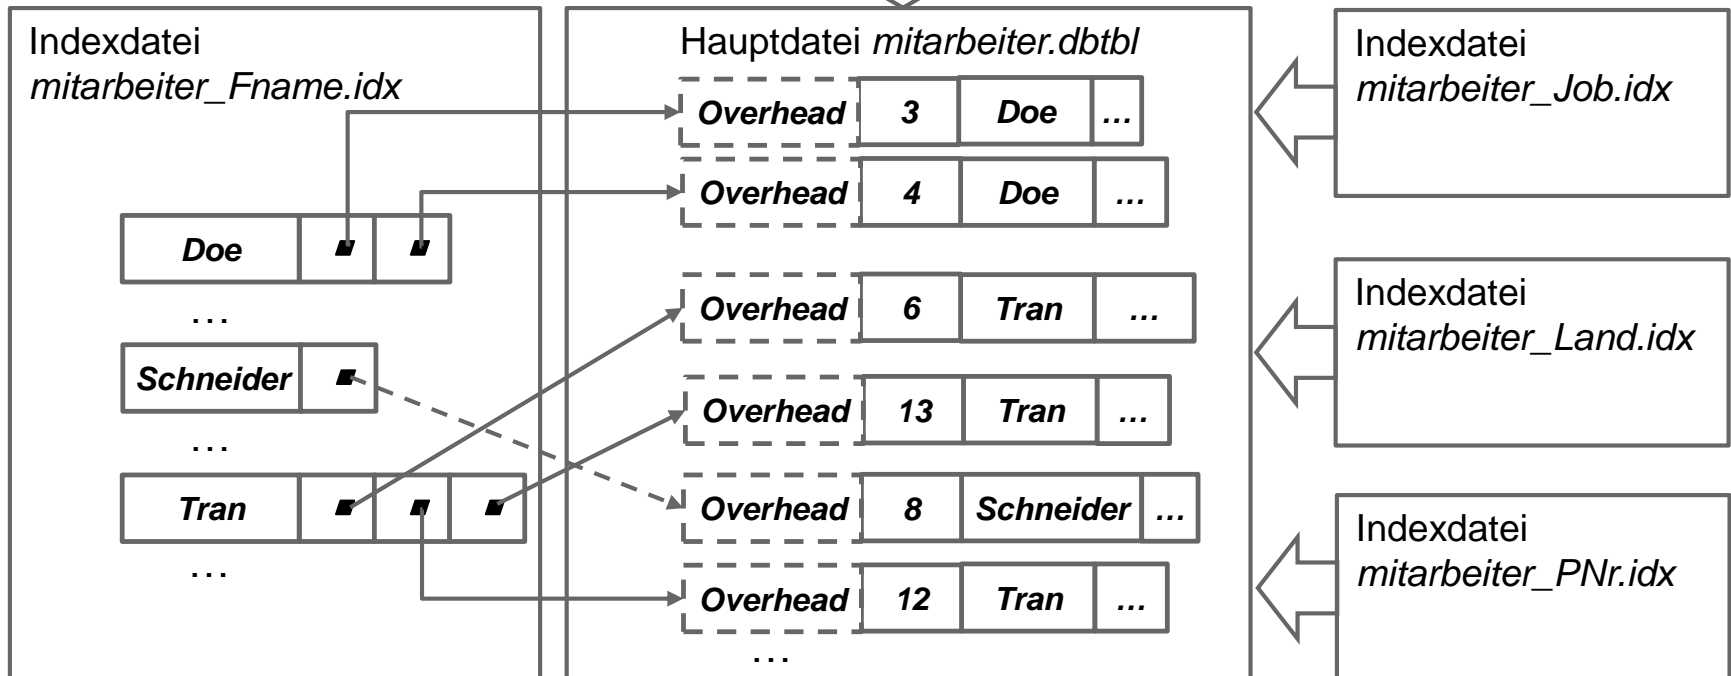 Indexdatei
mitarbeiter_Fname.idx
Doe
...
Schneider
...
Tran
...
Hauptdatei mitarbeiter.dbtbl
Overhead 3 Doe ...
Overhead 4 Doe ...
Overhead 6 Tran ...
Overhead 13 Tran ...
Overhead 8 Schneider ...
Overhead 12 Tran ...
...
Indexdatei
mitarbeiter_Job.idx
Indexdatei
mitarbeiter_Land.idx
Indexdatei
mitarbeiter_PNr.idx